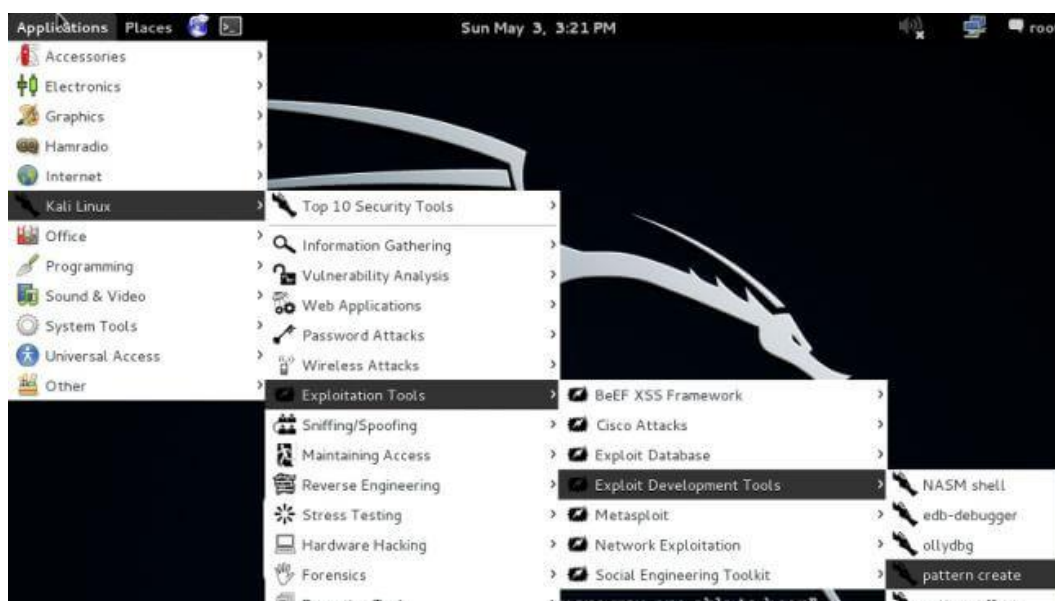 Applications Places Sun May 3, 3:21 PM roo
Accessories
Electronics
Graphics
Hamradio
Internet
Kali Linux
Office
Programming
Sound & Video
System Tools
Universal Access
Other
Top 10 Security Tools
Information Gathering
Vulnerability Analysis
Web Applications
Password Attacks
Wireless Attacks
Exploitation Tools
Sniffing/Spoofing
Maintaining Access
Reverse Engineering
Stress Testing
Hardware Hacking
Forensics
BeEF XSS Framework
Cisco Attacks
Exploit Database
Exploit Development Tools
Metasploit
Network Exploitation
Social Engineering Toolkit
NASM shell
edb-debugger
ollydbg
pattern create